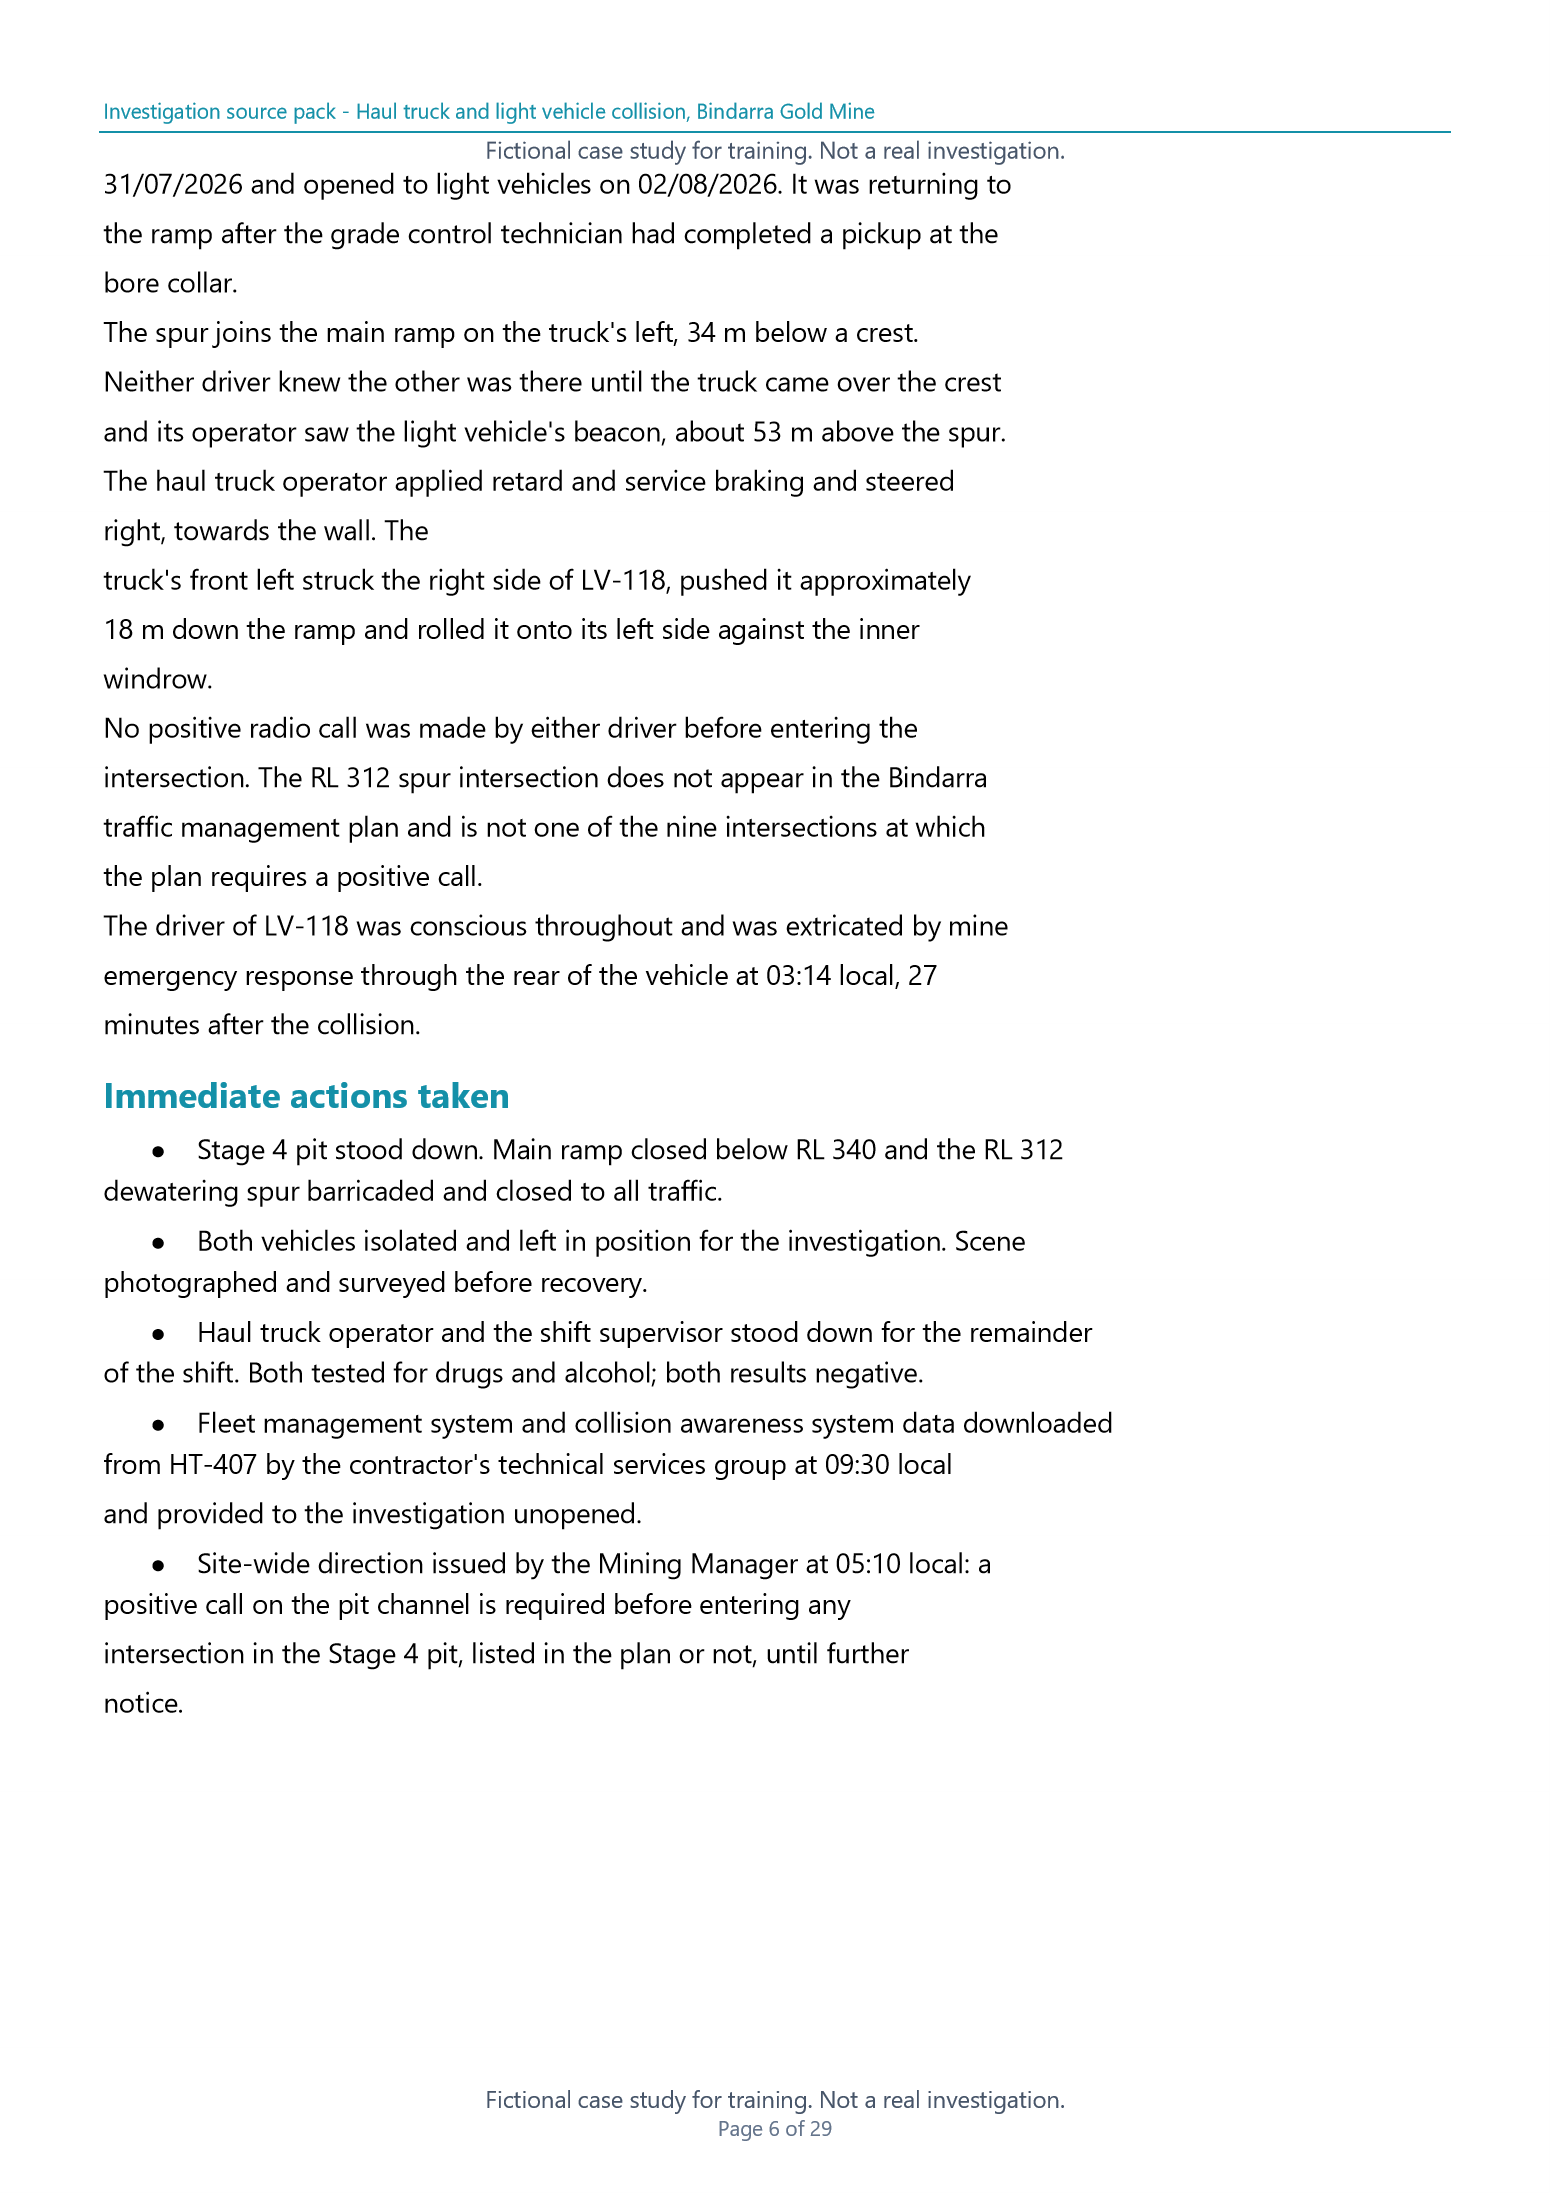 Investigation source pack - Haul truck and light vehicle collision, Bindarra Gold Mine
Fictional case study for training. Not a real investigation.
31/07/2026 and opened to light vehicles on 02/08/2026. It was returning to
the ramp after the grade control technician had completed a pickup at the
bore collar.
The spur joins the main ramp on the truck's left, 34 m below a crest.
Neither driver knew the other was there until the truck came over the crest
and its operator saw the light vehicle's beacon, about 53 m above the spur.
The haul truck operator applied retard and service braking and steered
right, towards the wall. The
truck's front left struck the right side of LV-118, pushed it approximately
18 m down the ramp and rolled it onto its left side against the inner
windrow.
No positive radio call was made by either driver before entering the
intersection. The RL 312 spur intersection does not appear in the Bindarra
traffic management plan and is not one of the nine intersections at which
the plan requires a positive call.
The driver of LV-118 was conscious throughout and was extricated by mine
emergency response through the rear of the vehicle at 03:14 local, 27
minutes after the collision.
Immediate actions taken
● Stage 4 pit stood down. Main ramp closed below RL 340 and the RL 312
dewatering spur barricaded and closed to all traffic.
● Both vehicles isolated and left in position for the investigation. Scene
photographed and surveyed before recovery.
● Haul truck operator and the shift supervisor stood down for the remainder
of the shift. Both tested for drugs and alcohol; both results negative.
● Fleet management system and collision awareness system data downloaded
from HT-407 by the contractor's technical services group at 09:30 local
and provided to the investigation unopened.
● Site-wide direction issued by the Mining Manager at 05:10 local: a
positive call on the pit channel is required before entering any
intersection in the Stage 4 pit, listed in the plan or not, until further
notice.
Fictional case study for training. Not a real investigation.
Page 6 of 29